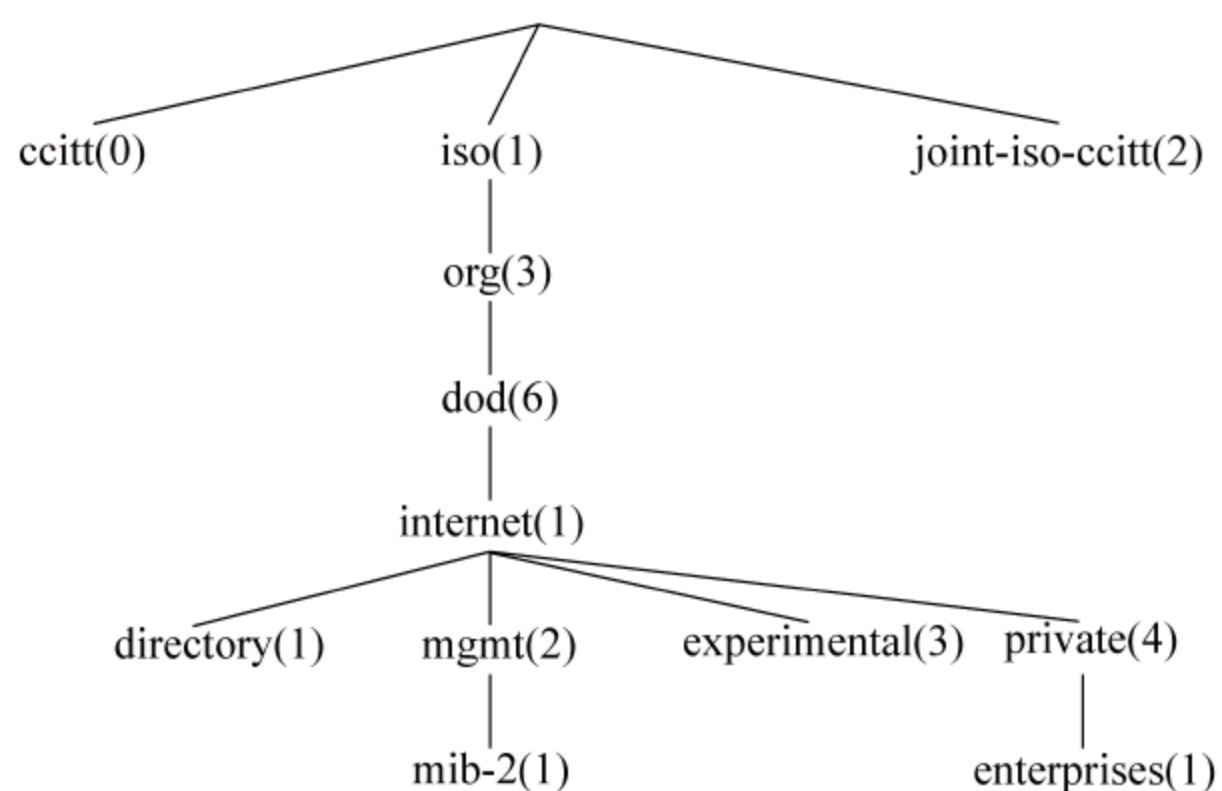 ccitt(0) iso(1) joint-iso-ccitt(2)
org(3)
dod(6)
internet(1)
directory(1) mgmt(2) experimental(3) private(4)
mib-2(1) enterprises(1)